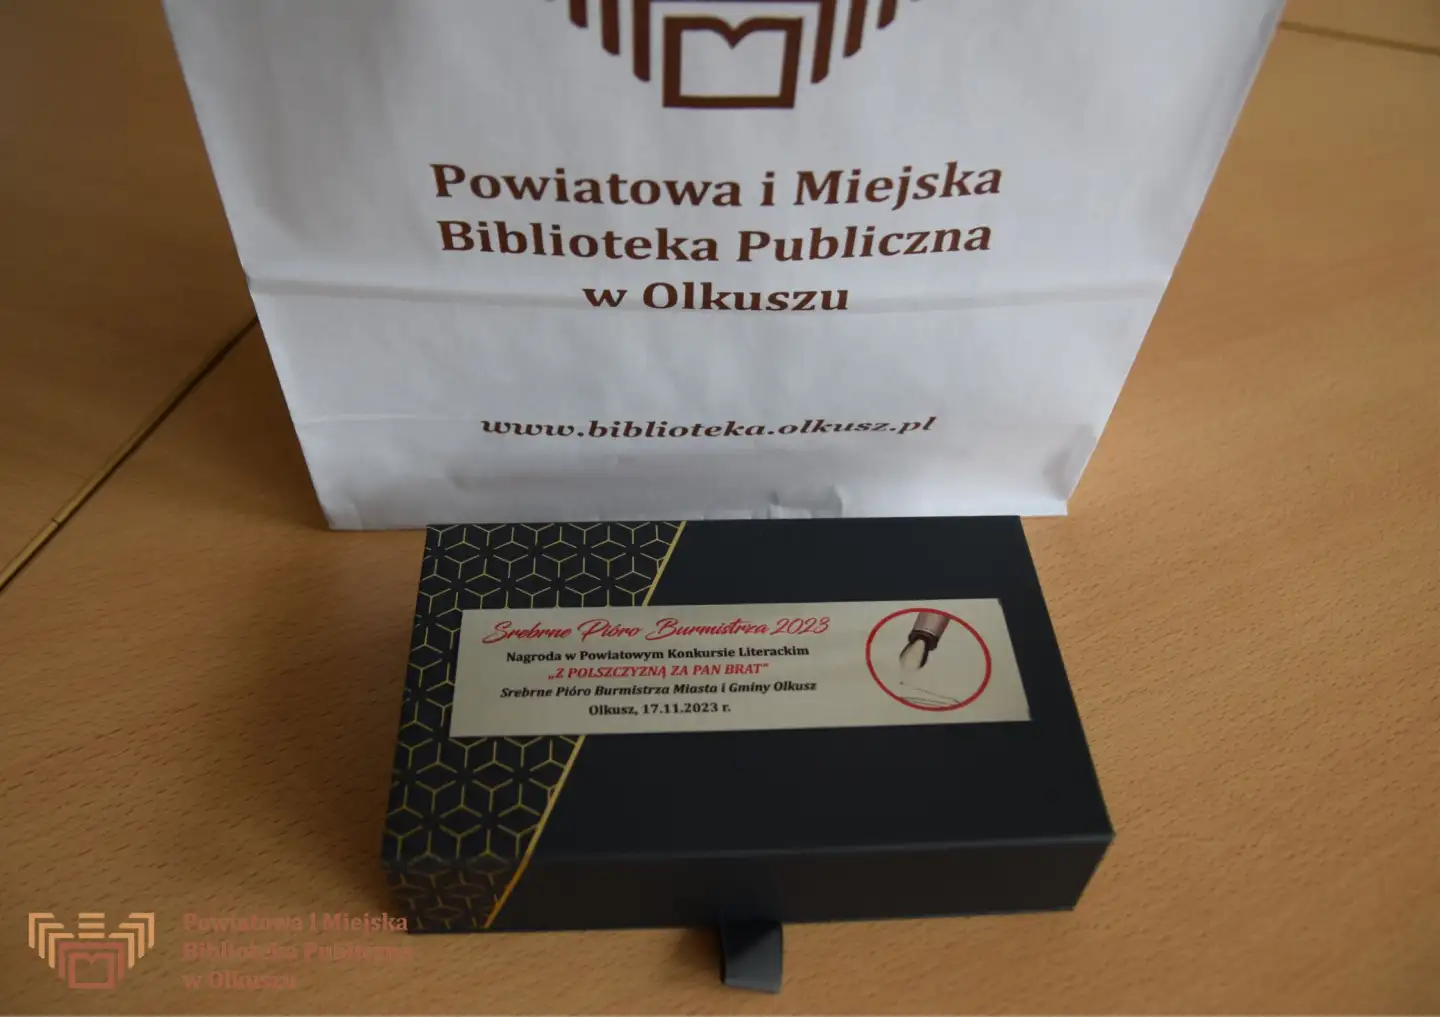 Powiatowa i Miejska
Biblioteka Publiczna
w Olkuszu
www.biblioteka.olkusz.pl
Srebrne Pióro Burmistrza 2023
Nagroda w Powiatowym Konkursie Literackim
„Z POLSZCZYZNĄ ZA PAN BRAT"
Srebrne Pióro Burmistrza Miasta i Gminy Olkusz
Olkusz, 17.11.2023 r.
Powiatowa i Miejska
Biblioteka Publiczna
w Olkuszu